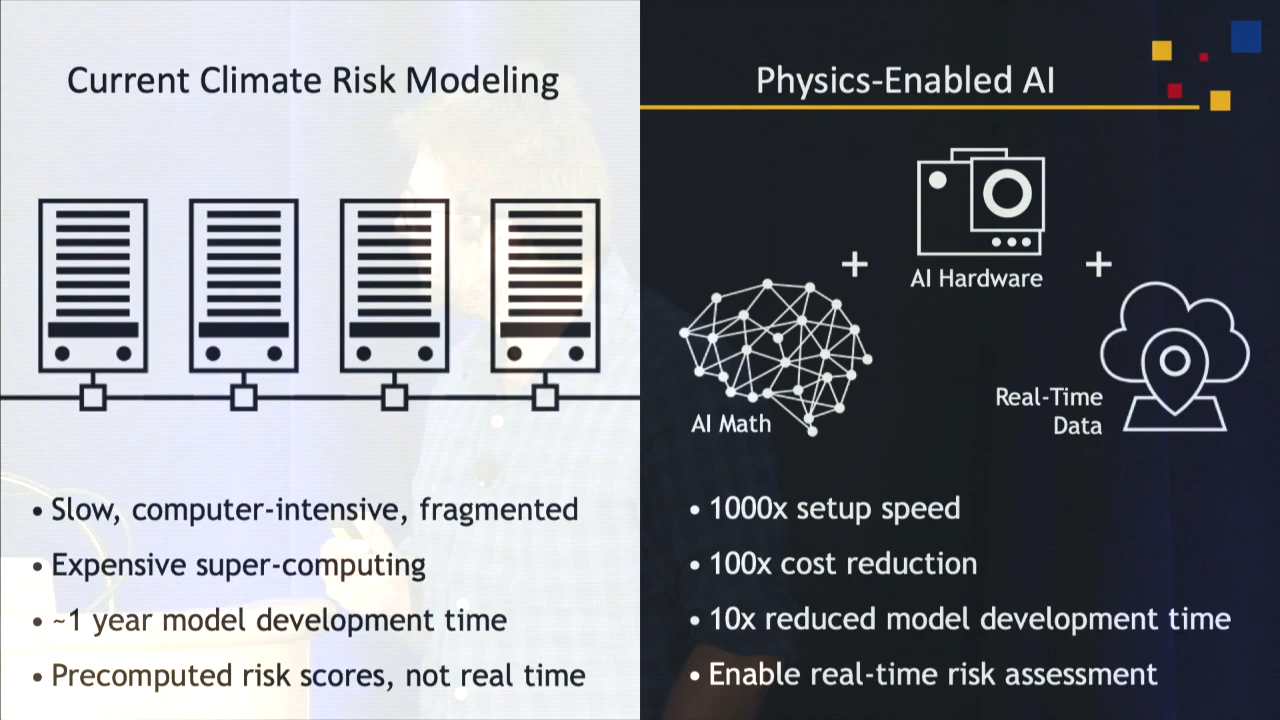 Current Climate Risk Modeling
• Slow, computer-intensive, fragmented
• Expensive super-computing
• ~1 year model development time
• Precomputed risk scores, not real time
Physics-Enabled AI
AI Hardware
+
+
AI Math
Real-Time
Data
• 1000x setup speed
• 100x cost reduction
• 10x reduced model development time
• Enable real-time risk assessment